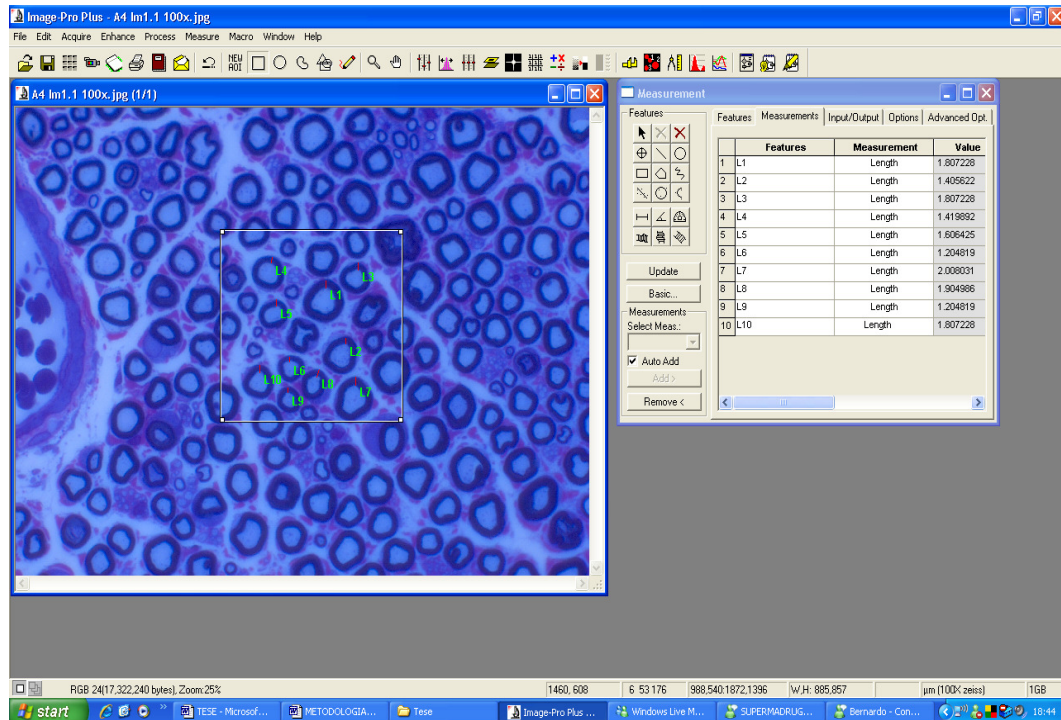 Image-Pro Plus - A4 Im1.1 100x.jpg
File Edit Acquire Enhance Process Measure Macro Window Help
NEW AOI
A4 Im1.1 100x.jpg (1/1)
L4
L3
L1
L5
L2
L6
L10
L8
L7
L9
Measurement
Features
Update
Basic...
Measurements
Select Meas.:
Auto Add
Add >
Remove <
Features Measurements Input/Output Options Advanced Opt.
Features Measurement Value
1 L1 Length 1.807228
2 L2 Length 1.405622
3 L3 Length 1.807228
4 L4 Length 1.419892
5 L5 Length 1.606425
6 L6 Length 1.204819
7 L7 Length 2.008031
8 L8 Length 1.904986
9 L9 Length 1.204819
10 L10 Length 1.807228
RGB 24(17,322,240 bytes), Zoom:25% 1460, 608 6 53 176 988,540:1872,1396 W,H: 885,857 µm (100X zeiss) 1GB
start TESE - Microsof... METODOLOGIA... Tese Image-Pro Plus ... Windows Live M... SUPERMADRUG... Bernardo - Con... 18:44